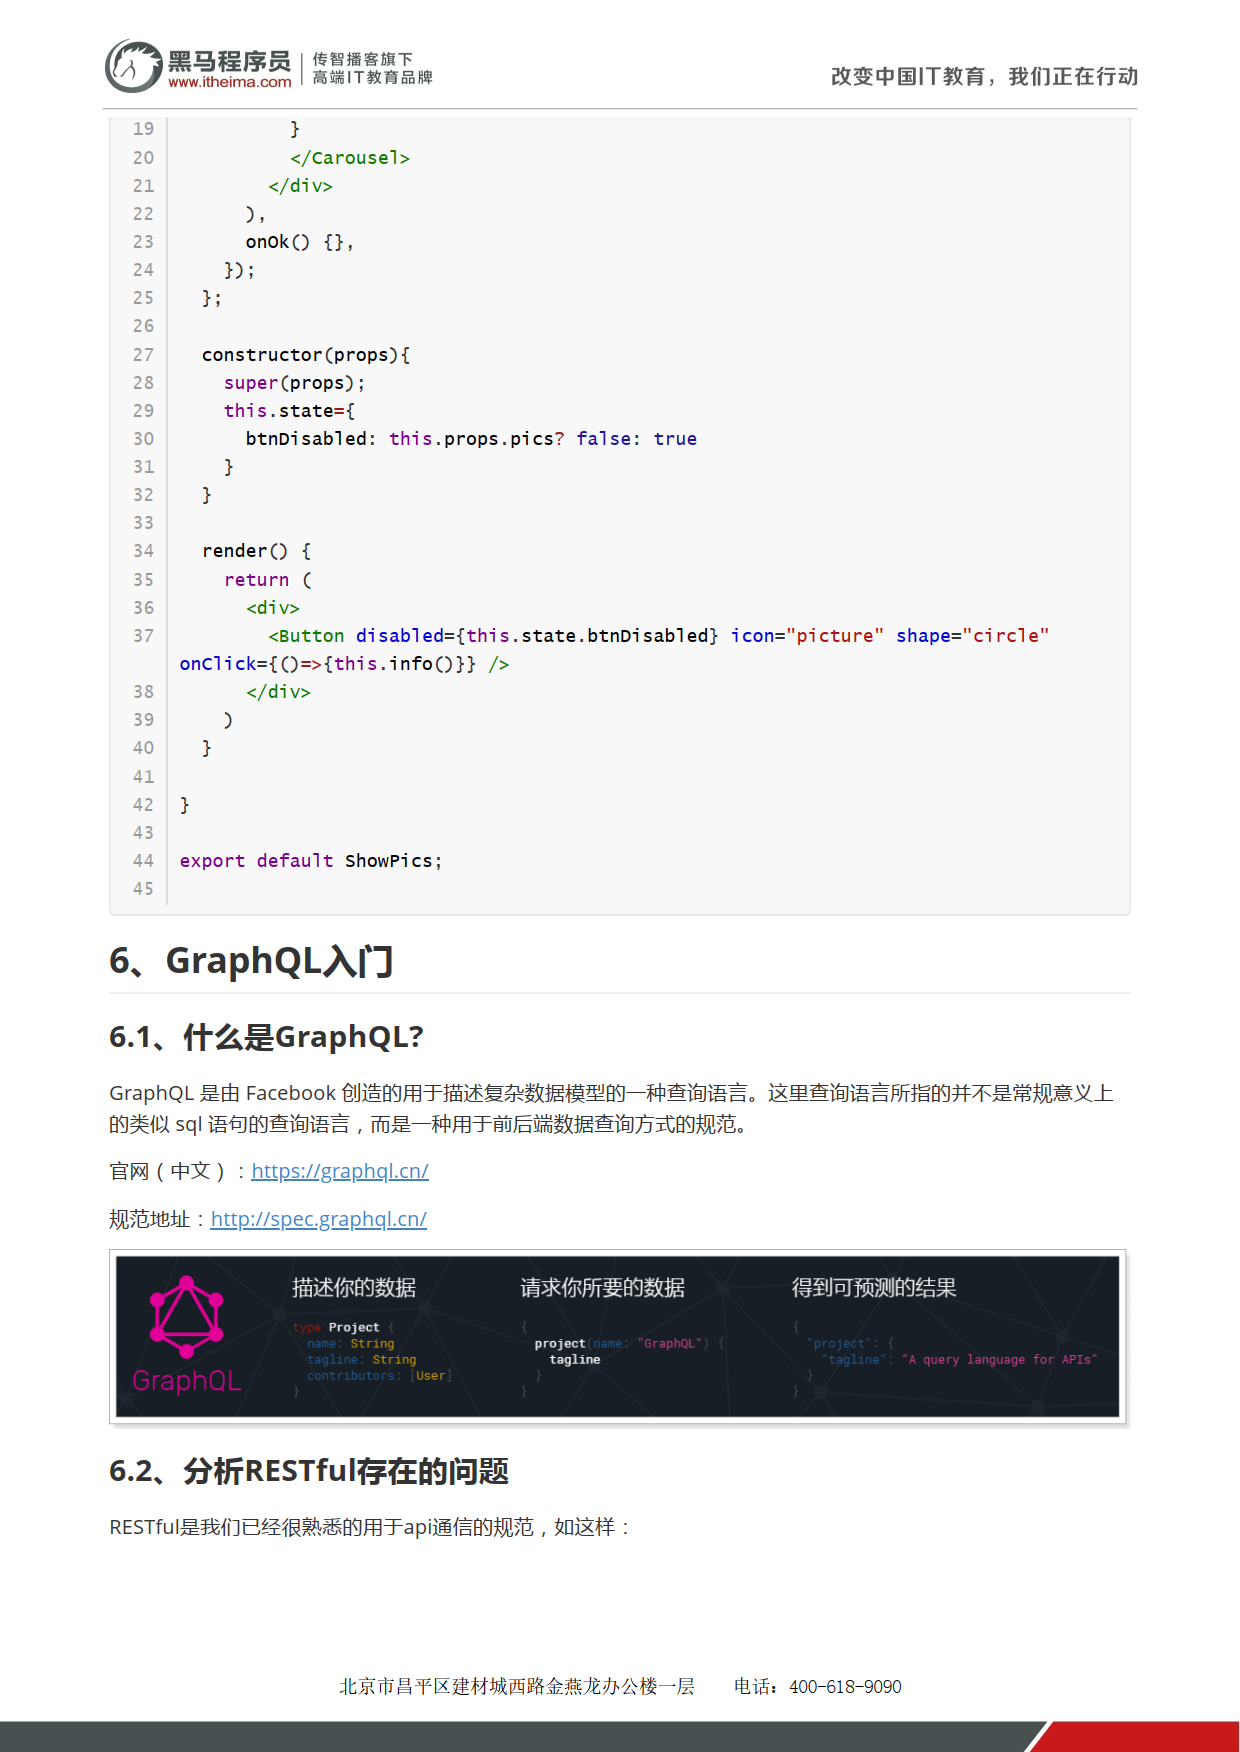 黑马程序员
www.itheima.com
传智播客旗下
高端IT教育品牌
改变中国IT教育，我们正在行动
19 }
20 </Carousel>
21 </div>
22 ),
23 onOk() {},
24 });
25 };
26
27 constructor(props){
28 super(props);
29 this.state={
30 btnDisabled: this.props.pics? false: true
31 }
32 }
33
34 render() {
35 return (
36 <div>
37 <Button disabled={this.state.btnDisabled} icon="picture" shape="circle"
onClick={()=>{this.info()}} />
38 </div>
39 )
40 }
41
42 }
43
44 export default ShowPics;
45
6、GraphQL入门
6.1、什么是GraphQL?
GraphQL 是由 Facebook 创造的用于描述复杂数据模型的一种查询语言。这里查询语言所指的并不是常规意义上
的类似 sql 语句的查询语言，而是一种用于前后端数据查询方式的规范。
官网（中文）：https://graphql.cn/
规范地址：http://spec.graphql.cn/
GraphQL
描述你的数据
type Project {
name: String
tagline: String
contributors: [User]
}
请求你所要的数据
{
project(name: "GraphQL") {
tagline
}
}
得到可预测的结果
{
"project": {
"tagline": "A query language for APIs"
}
}
6.2、分析RESTful存在的问题
RESTful是我们已经很熟悉的用于api通信的规范，如这样：
北京市昌平区建材城西路金燕龙办公楼一层 电话：400-618-9090